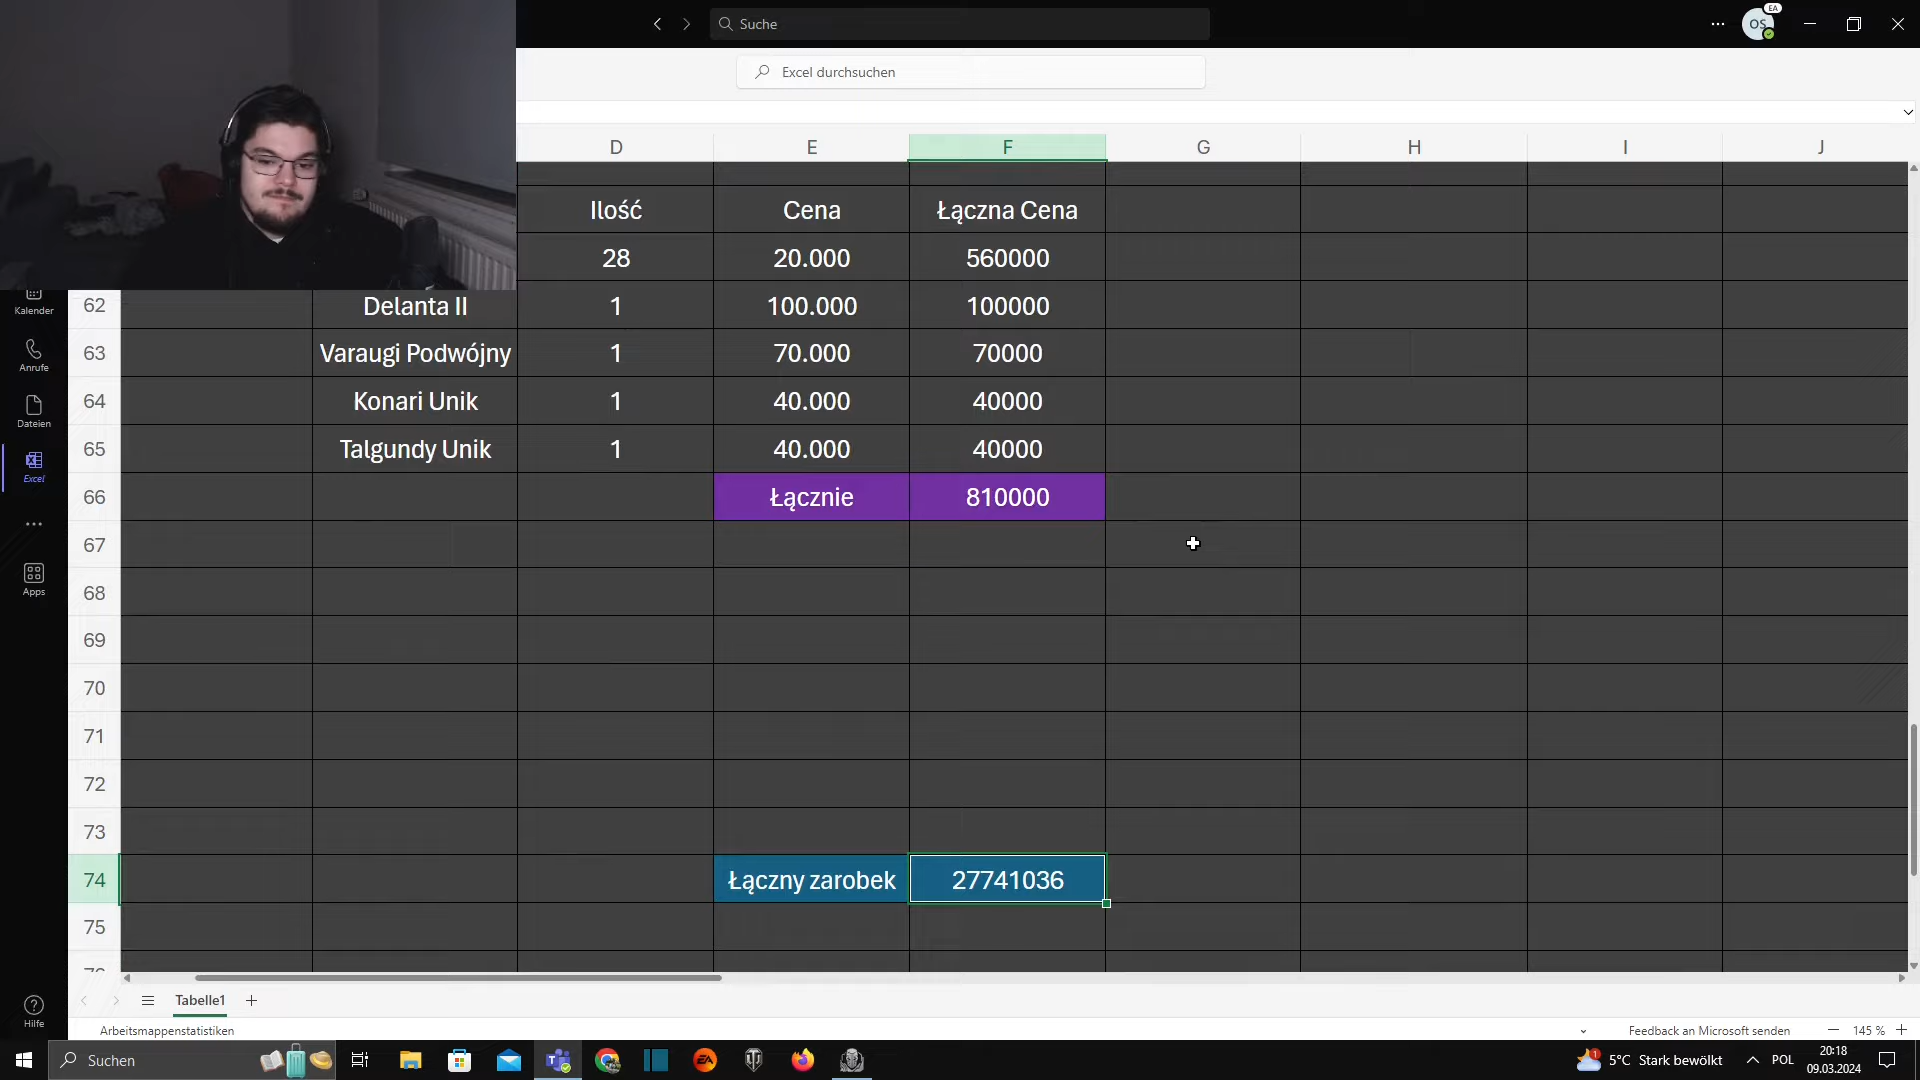 Suche
OS
EA
Excel durchsuchen
D E F G H I J
Ilość Cena Łączna Cena
28 20.000 560000
62 Delanta II 1 100.000 100000
63 Varaugi Podwójny 1 70.000 70000
64 Konari Unik 1 40.000 40000
65 Talgundy Unik 1 40.000 40000
66 Łącznie 810000
67
68
69
70
71
72
73
74 Łączny zarobek 27741036
75
Kalender
Anrufe
Dateien
Excel
Apps
Hilfe
Tabelle1
Arbeitsmappenstatistiken
Feedback an Microsoft senden
145 %
Suchen
EA
1
5°C Stark bewölkt
POL
20:18
09.03.2024